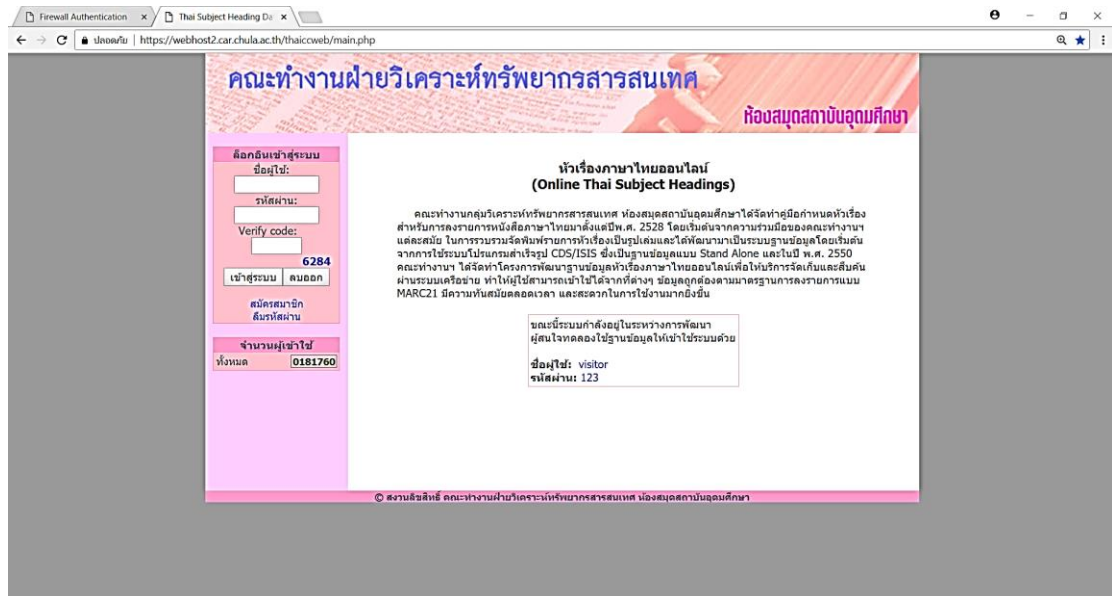 Firewall Authentication
Thai Subject Heading Da
ปลอดภัย | https://webhost2.car.chula.ac.th/thaiccweb/main.php
คณะทำงานฝ่ายวิเคราะห์ทรัพยากรสารสนเทศ
ห้องสมุดสถาบันอุดมศึกษา
ล็อกอินเข้าสู่ระบบ
ชื่อผู้ใช้:
รหัสผ่าน:
Verify code:
6284
เข้าสู่ระบบ ลบออก
สมัครสมาชิก
ลืมรหัสผ่าน
จำนวนผู้เข้าใช้
ทั้งหมด 0181760
หัวเรื่องภาษาไทยออนไลน์
(Online Thai Subject Headings)
คณะทำงานกลุ่มวิเคราะห์ทรัพยากรสารสนเทศ ห้องสมุดสถาบันอุดมศึกษาได้จัดทำคู่มือกำหนดหัวเรื่อง
สำหรับการลงรายการหนังสือภาษาไทยมาตั้งแต่ปีพ.ศ. 2528 โดยเริ่มต้นจากความร่วมมือของคณะทำงานฯ
แต่ละสมัย ในการรวบรวมจัดพิมพ์รายการหัวเรื่องเป็นรูปเล่มและได้พัฒนามาเป็นระบบฐานข้อมูลโดยเริ่มต้น
จากการใช้ระบบโปรแกรมสำเร็จรูป CDS/ISIS ซึ่งเป็นฐานข้อมูลแบบ Stand Alone และในปี พ.ศ. 2550
คณะทำงานฯ ได้จัดทำโครงการพัฒนาฐานข้อมูลหัวเรื่องภาษาไทยออนไลน์เพื่อให้บริการจัดเก็บและสืบค้น
ผ่านระบบเครือข่าย ทำให้ผู้ใช้สามารถเข้าใช้ได้จากที่ต่างๆ ข้อมูลถูกต้องตามมาตรฐานการลงรายการแบบ
MARC21 มีความทันสมัยตลอดเวลา และสะดวกในการใช้งานมากยิ่งขึ้น
ขณะนี้ระบบกำลังอยู่ในระหว่างการพัฒนา
ผู้สนใจทดลองใช้ฐานข้อมูลให้เข้าใช้ระบบด้วย
ชื่อผู้ใช้: visitor
รหัสผ่าน: 123
© สงวนลิขสิทธิ์ คณะทำงานฝ่ายวิเคราะห์ทรัพยากรสารสนเทศ ห้องสมุดสถาบันอุดมศึกษา